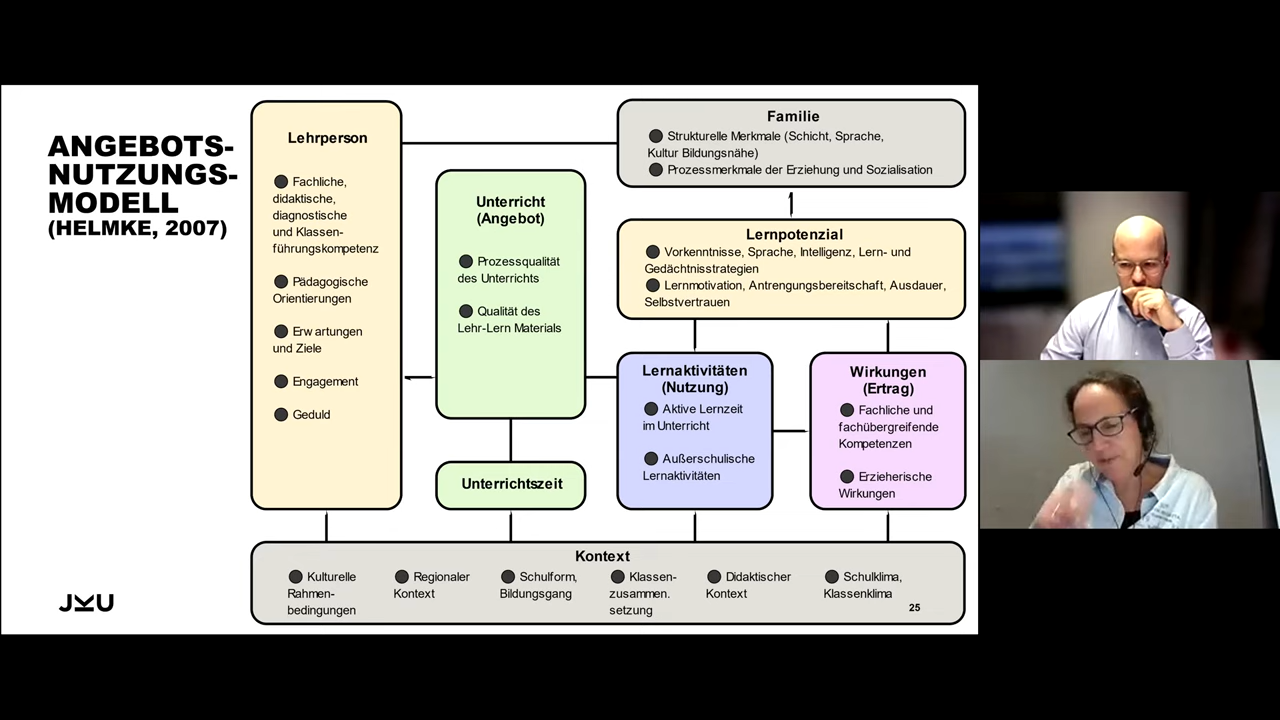 ANGEBOTS-
NUTZUNGS-
MODELL
(HELMKE, 2007)
Lehrperson
Fachliche,
didaktische,
diagnostische
und Klassen-
führungskompetenz
Pädagogische
Orientierungen
Erwartungen
und Ziele
Engagement
Geduld
Unterricht
(Angebot)
Prozessqualität
des Unterrichts
Qualität des
Lehr-Lern Materials
Unterrichtszeit
Familie
Strukturelle Merkmale (Schicht, Sprache,
Kultur Bildungsnähe)
Prozessmerkmale der Erziehung und Sozialisation
Lernpotenzial
Vorkenntnisse, Sprache, Intelligenz, Lern- und
Gedächtnisstrategien
Lernmotivation, Antrengungsbereitschaft, Ausdauer,
Selbstvertrauen
Lernaktivitäten
(Nutzung)
Aktive Lernzeit
im Unterricht
Außerschulische
Lernaktivitäten
Wirkungen
(Ertrag)
Fachliche und
fachübergreifende
Kompetenzen
Erzieherische
Wirkungen
Kontext
Kulturelle
Rahmen-
bedingungen
Regionaler
Kontext
Schulform,
Bildungsgang
Klassen-
zusammen.
setzung
Didaktischer
Kontext
Schulklima,
Klassenklima
25
JKU